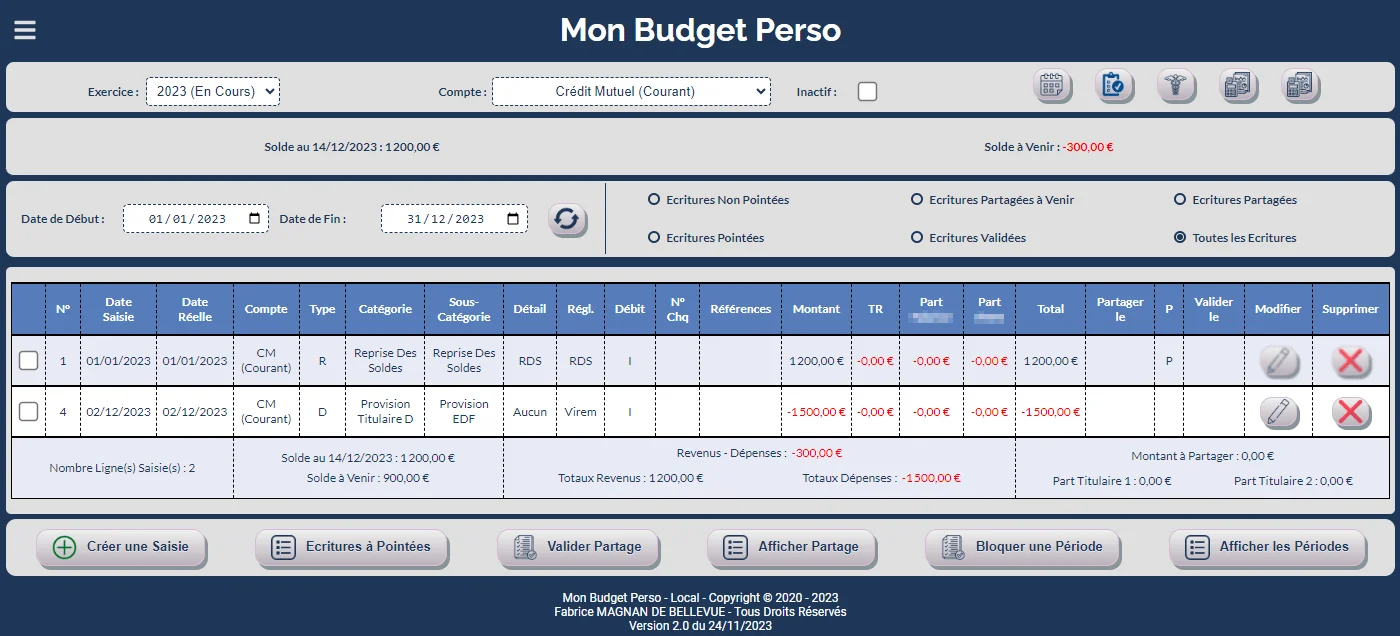 Mon Budget Perso
Exercice : 2023 (En Cours) Compte : Crédit Mutuel (Courant) Inactif :
Solde au 14/12/2023 : 1200,00 € Solde à Venir : -300,00 €
Date de Début : 01/01/2023 Date de Fin : 31/12/2023
Ecritures Non Pointées Ecritures Partagées à Venir Ecritures Partagées
Ecritures Pointées Ecritures Validées Toutes les Ecritures
N° Date Saisie Date Réelle Compte Type Catégorie Sous-Catégorie Détail Régl. Débit N° Chq Références Montant TR Part Part Total Partager le P Valider le Modifier Supprimer
1 01/01/2023 01/01/2023 CM (Courant) R Reprise Des Soldes Reprise Des Soldes RDS RDS I 1200,00 € -0,00 € -0,00 € -0,00 € 1200,00 € P
4 02/12/2023 02/12/2023 CM (Courant) D Provision Titulaire D Provision EDF Aucun Virem I -1500,00 € -0,00 € -0,00 € -0,00 € -1500,00 €
Nombre Ligne(s) Saisie(s) : 2
Solde au 14/12/2023 : 1200,00 €
Solde à Venir : 900,00 €
Revenus - Dépenses : -300,00 €
Totaux Revenus : 1200,00 € Totaux Dépenses : -1500,00 €
Montant à Partager : 0,00 €
Part Titulaire 1 : 0,00 € Part Titulaire 2 : 0,00 €
Créer une Saisie Ecritures à Pointées Valider Partage Afficher Partage Bloquer une Période Afficher les Périodes
Mon Budget Perso - Local - Copyright © 2020 - 2023
Fabrice MAGNAN DE BELLEVUE - Tous Droits Réservés
Version 2.0 du 24/11/2023